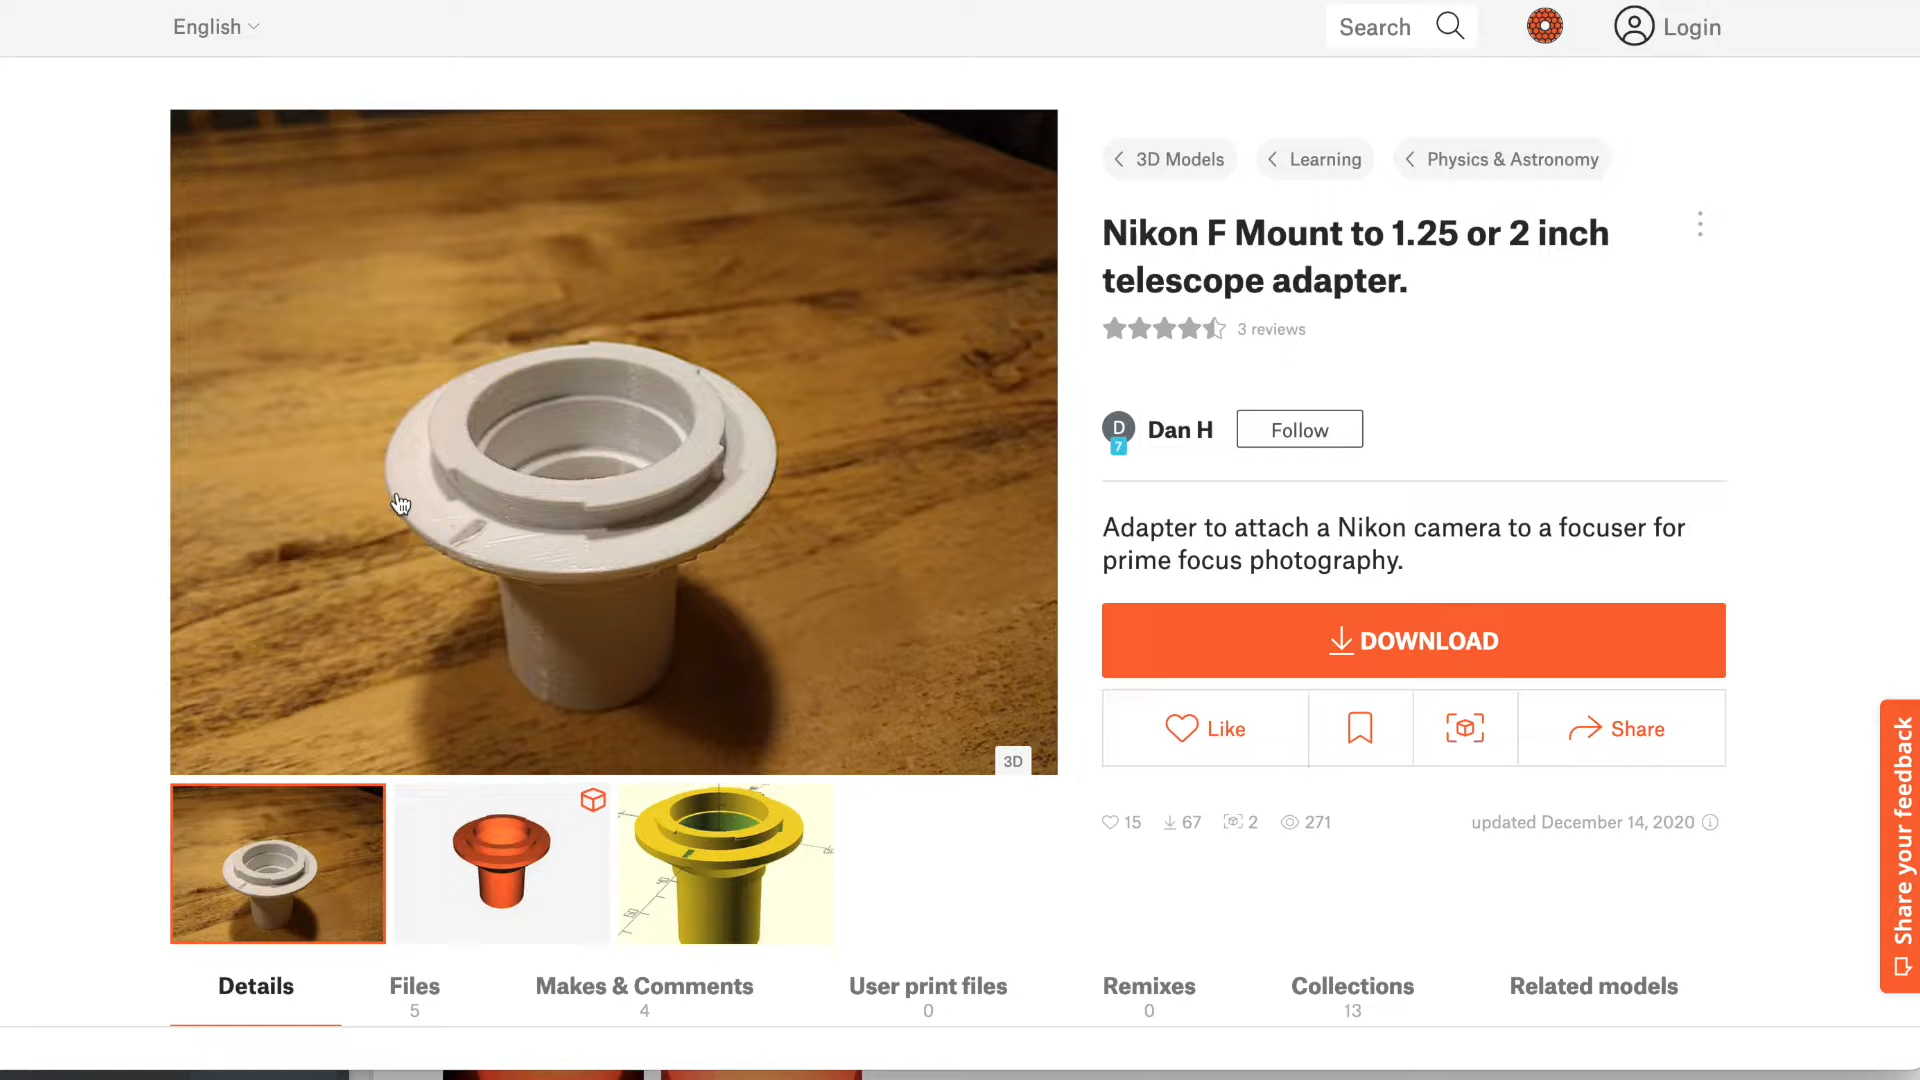 English
Search
Login
3D Models
Learning
Physics & Astronomy
Nikon F Mount to 1.25 or 2 inch
telescope adapter.
3 reviews
D
7
Dan H
Follow
Adapter to attach a Nikon camera to a focuser for
prime focus photography.
DOWNLOAD
Like
Share
3D
15
67
2
271
updated December 14, 2020
Share your feedback
Details
Files
5
Makes & Comments
4
User print files
0
Remixes
0
Collections
13
Related models